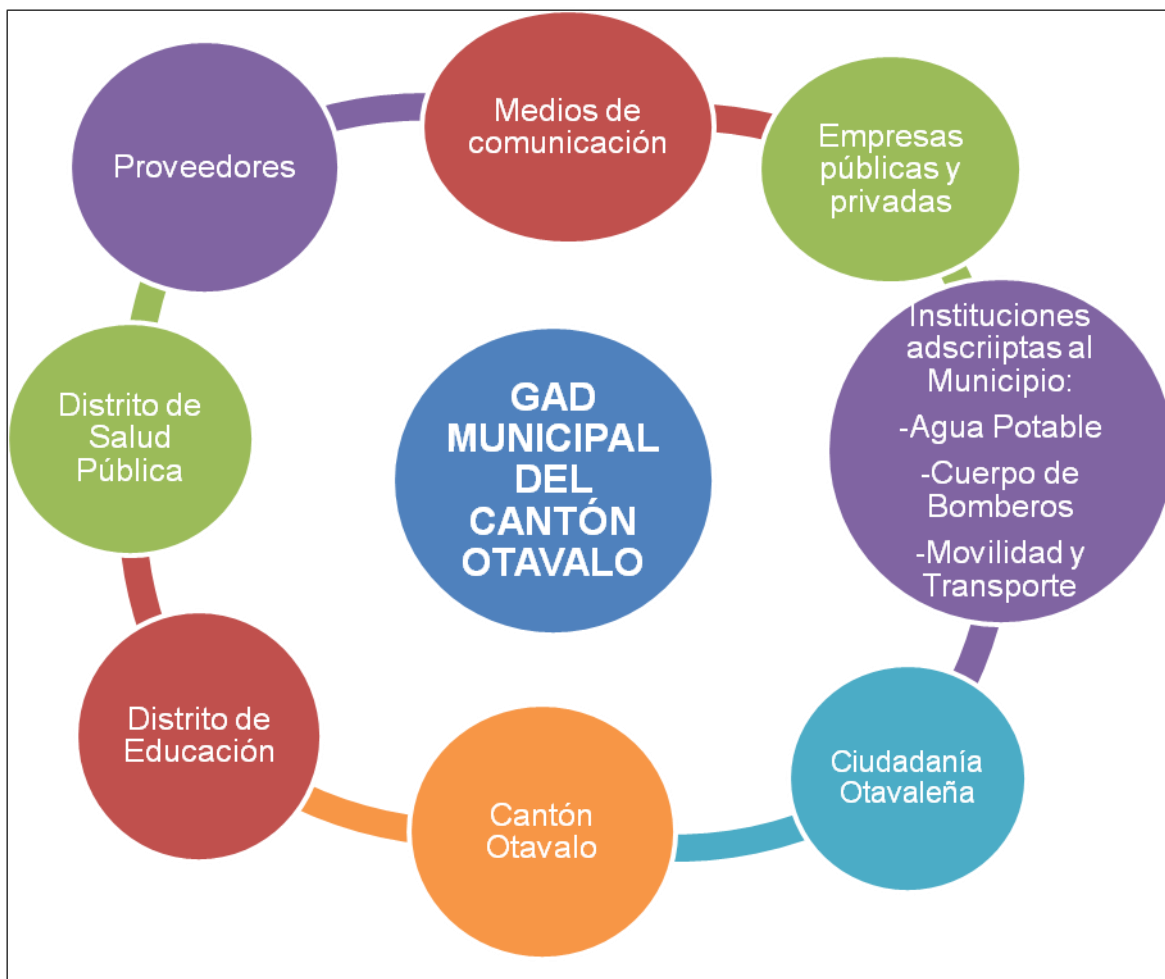 Medios de
comunicación
Empresas
públicas y
privadas
Instituciones
adscriiptas al
Municipio:
-Agua Potable
-Cuerpo de
Bomberos
-Movilidad y
Transporte
Ciudadanía
Otavaleña
Cantón
Otavalo
Distrito de
Educación
Distrito de
Salud
Pública
Proveedores
GAD
MUNICIPAL
DEL
CANTÓN
OTAVALO